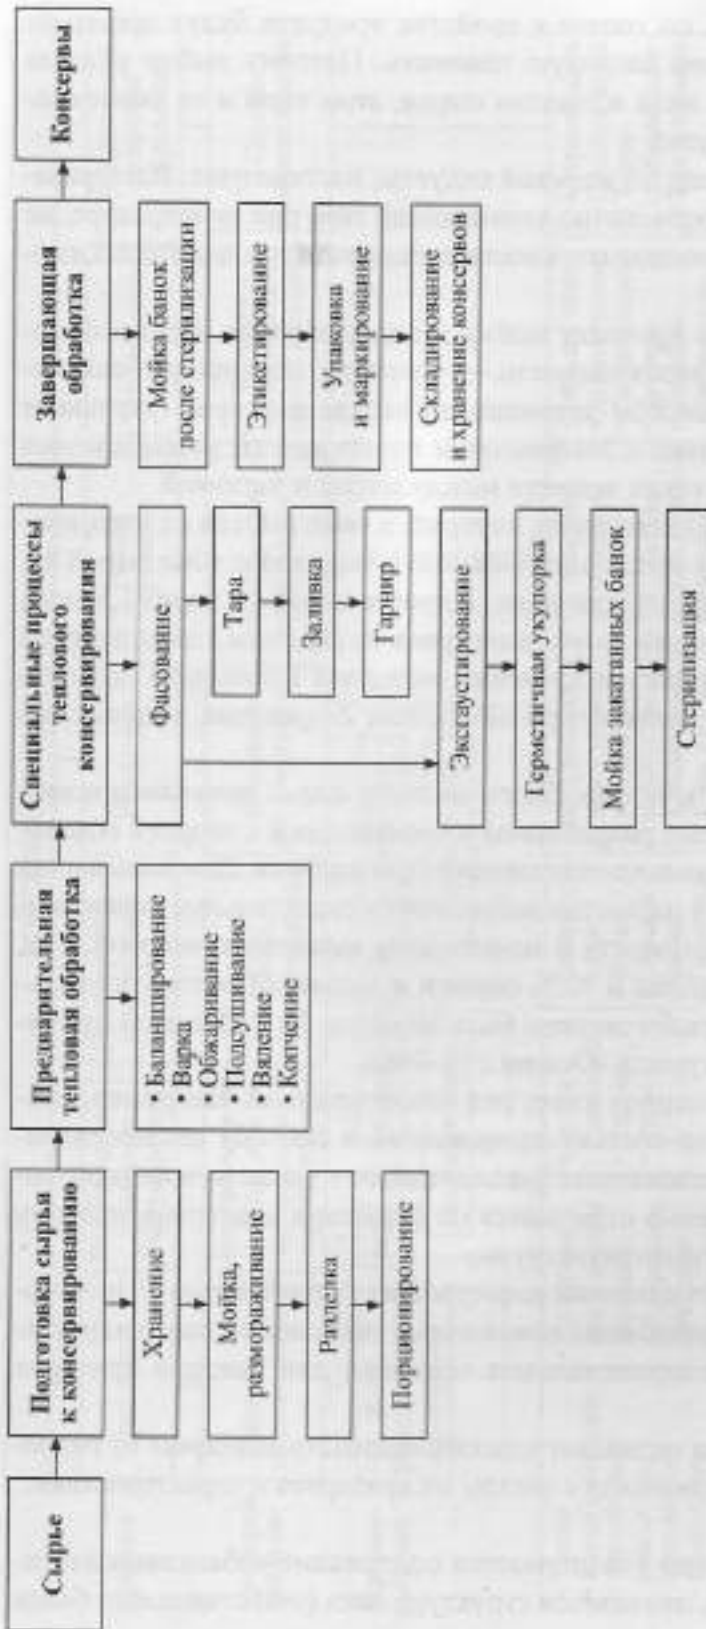 Сырье
Подготовка сырья
к консервированию
Хранение
Мойка,
размораживание
Разделка
Порционирование
Предварительная
тепловая обработка
• Баланширование
• Варка
• Обжаривание
• Подсушивание
• Вяление
• Копчение
Специальные процессы
теплового
консервирования
Фасование
Тара
Заливка
Гарнир
Эксгаустирование
Герметичная укупорка
Мойка закатанных банок
Стерилизация
Завершающая
обработка
Мойка банок
после стерилизации
Этикетирование
Упаковка
и маркирование
Складирование
и хранение консервов
Консервы